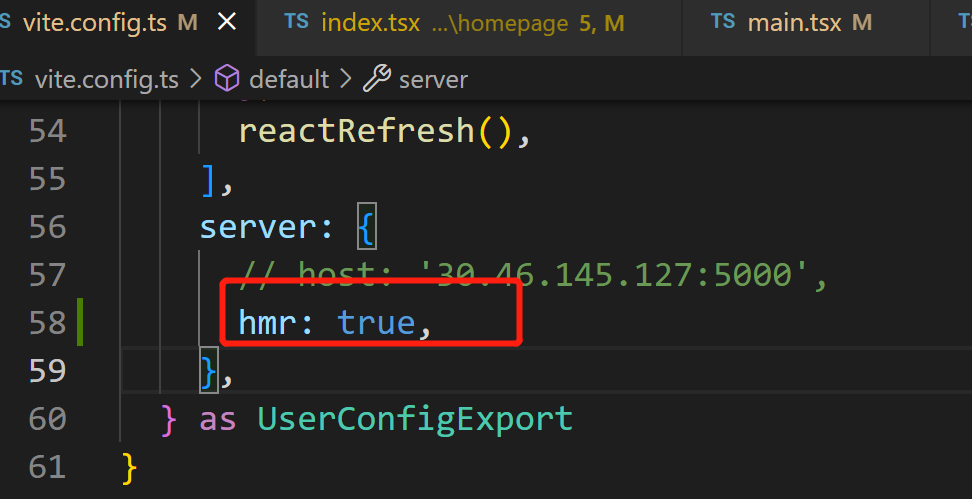 TS vite.config.ts M × TS index.tsx ...\homepage 5, M TS main.tsx M TS
TS vite.config.ts > default > server
54 reactRefresh(),
55 ],
56 server: {
57 // host: '30.46.145.127:5000',
58 hmr: true,
59 },
60 } as UserConfigExport
61 }